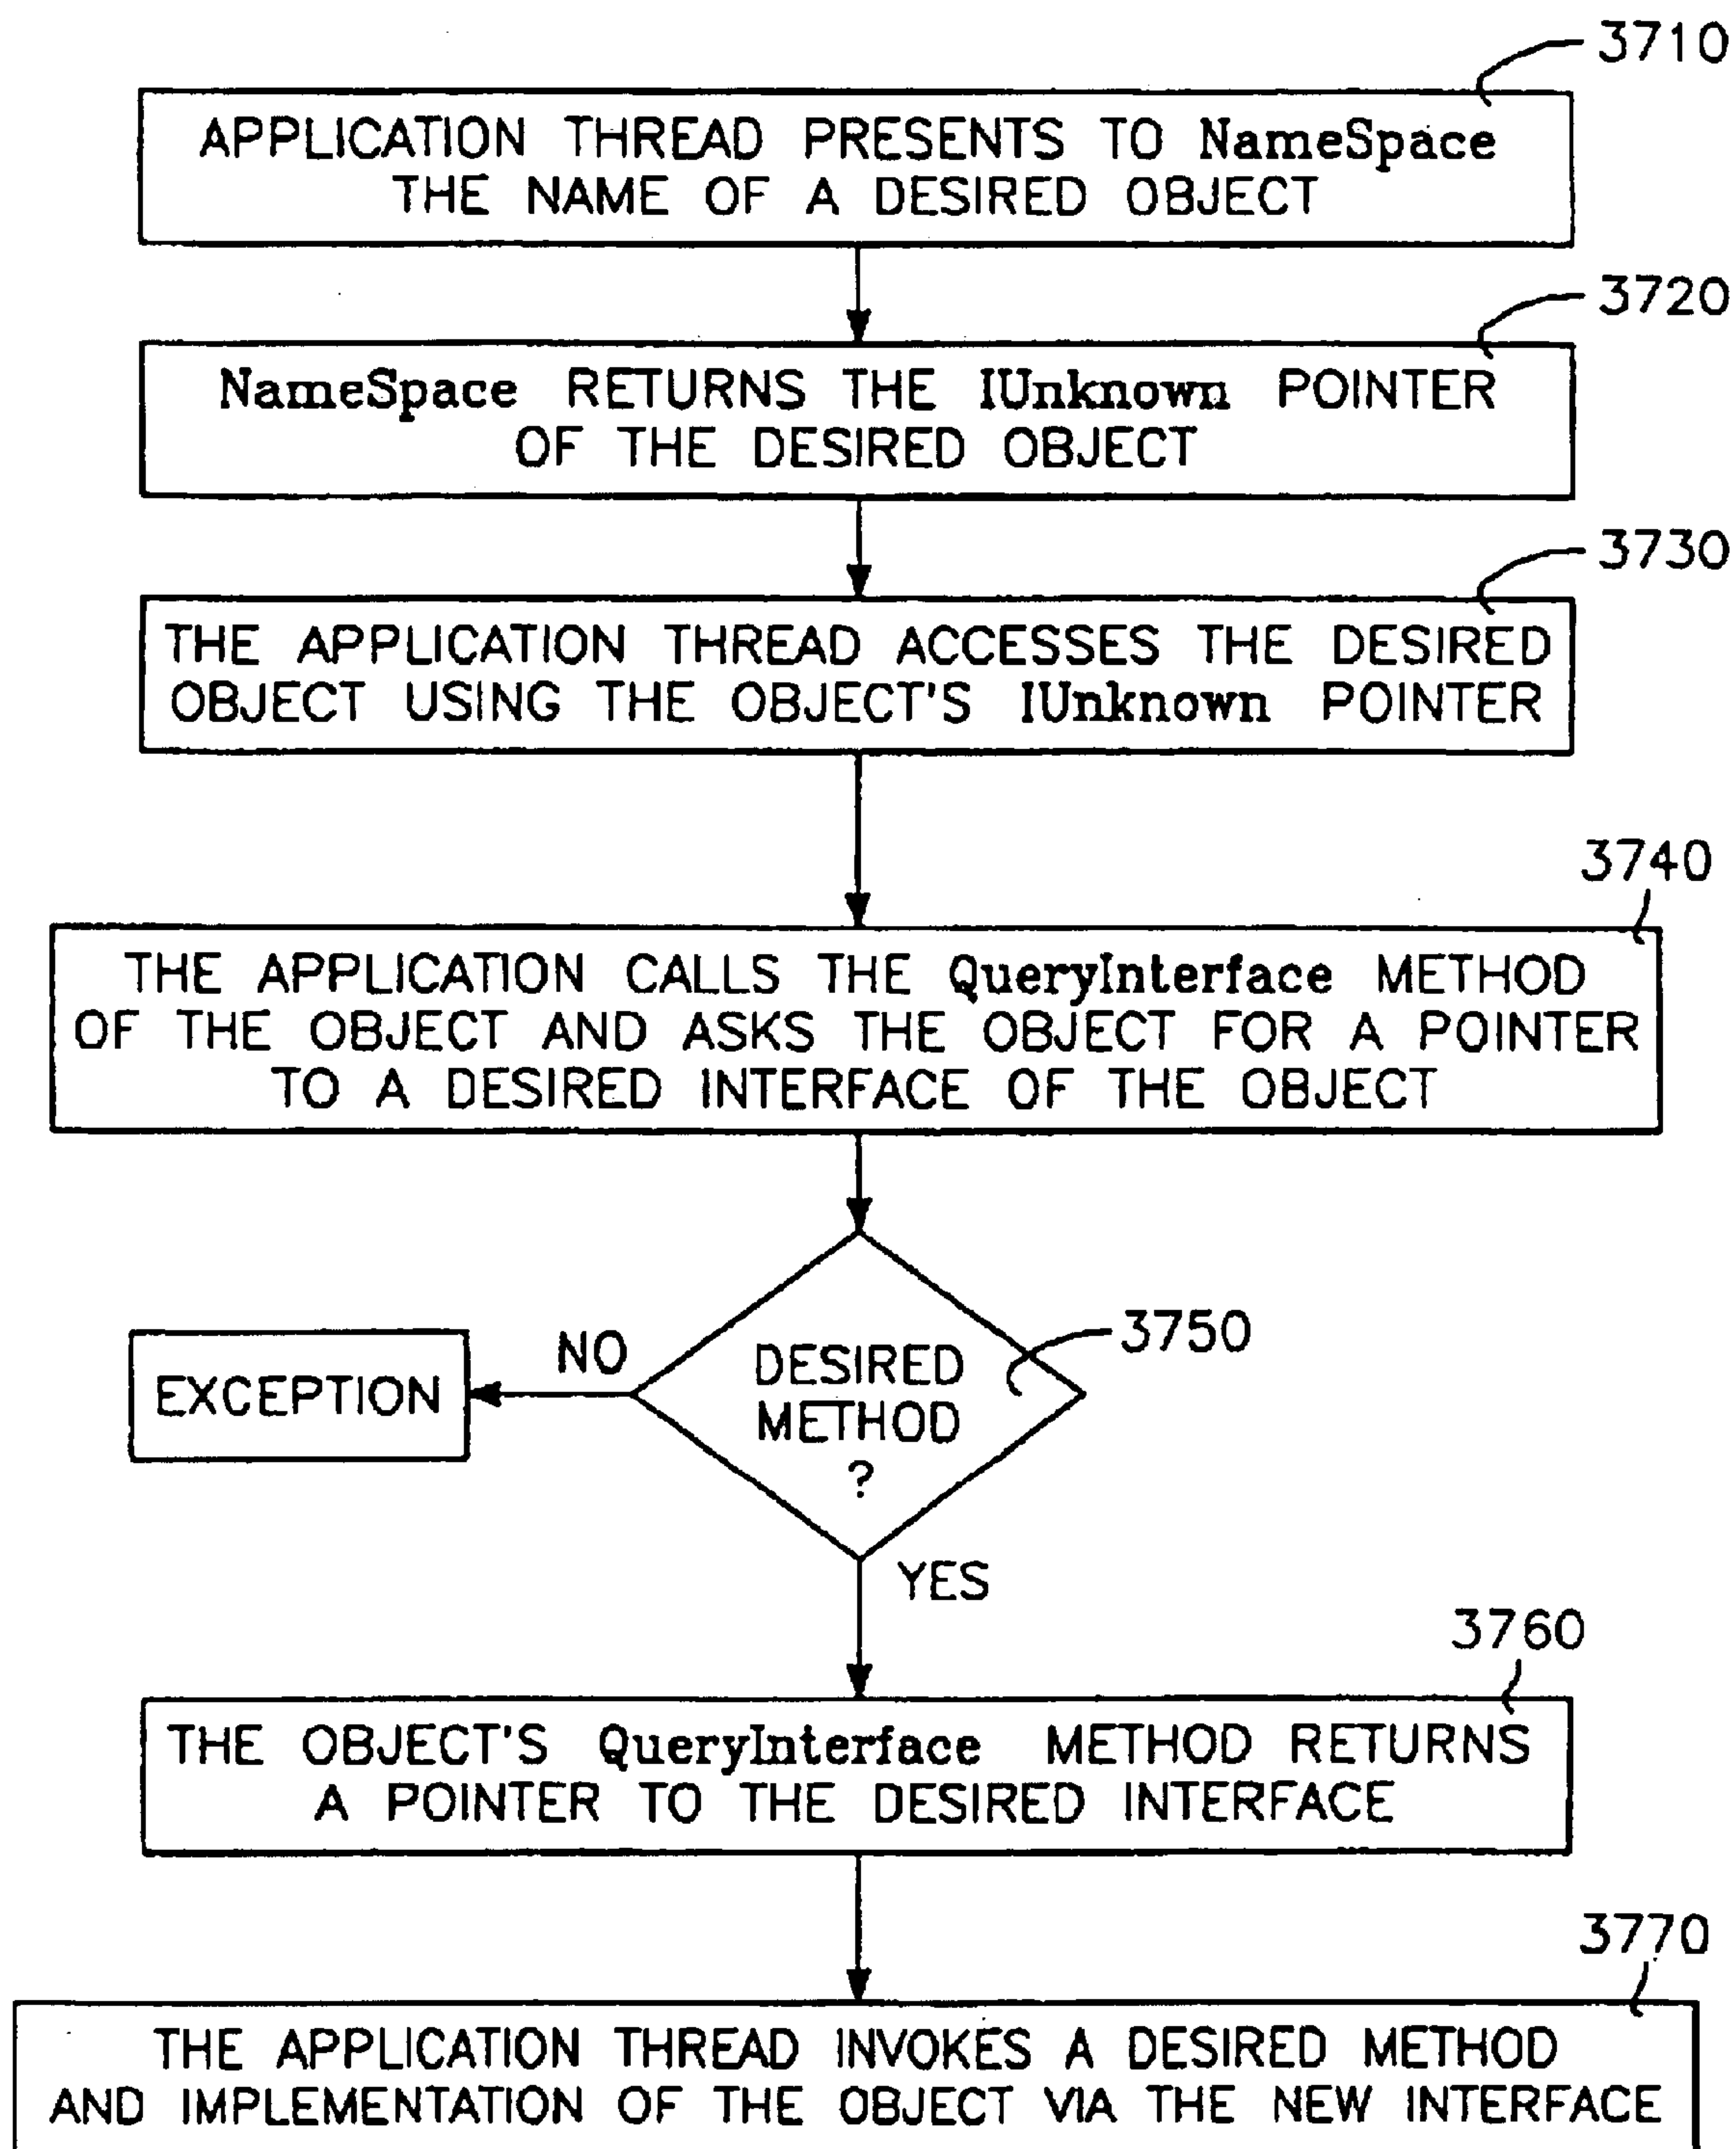 3710
APPLICATION THREAD PRESENTS TO NameSpace
THE NAME OF A DESIRED OBJECT
3720
NameSpace RETURNS THE IUnknown POINTER
OF THE DESIRED OBJECT
3730
THE APPLICATION THREAD ACCESSES THE DESIRED
OBJECT USING THE OBJECT'S IUnknown POINTER
3740
THE APPLICATION CALLS THE QueryInterface METHOD
OF THE OBJECT AND ASKS THE OBJECT FOR A POINTER
TO A DESIRED INTERFACE OF THE OBJECT
3750
DESIRED
METHOD
?
NO
EXCEPTION
YES
3760
THE OBJECT'S QueryInterface METHOD RETURNS
A POINTER TO THE DESIRED INTERFACE
3770
THE APPLICATION THREAD INVOKES A DESIRED METHOD
AND IMPLEMENTATION OF THE OBJECT VIA THE NEW INTERFACE